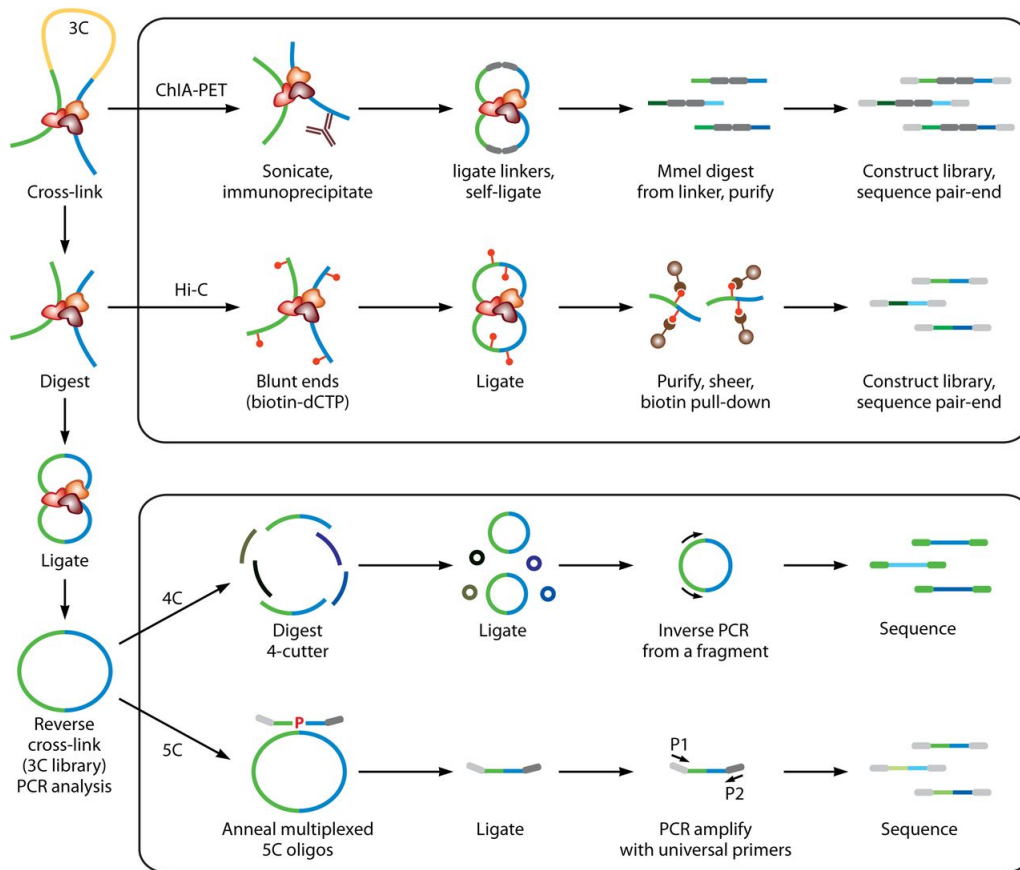 3C
Cross-link
Digest
Ligate
Reverse
cross-link
(3C library)
PCR analysis
ChIA-PET
Sonicate,
immunoprecipitate
ligate linkers,
self-ligate
Mmel digest
from linker, purify
Construct library,
sequence pair-end
Hi-C
Blunt ends
(biotin-dCTP)
Ligate
Purify, sheer,
biotin pull-down
Construct library,
sequence pair-end
4C
Digest
4-cutter
Ligate
Inverse PCR
from a fragment
Sequence
5C
P
Anneal multiplexed
5C oligos
Ligate
P1
P2
PCR amplify
with universal primers
Sequence